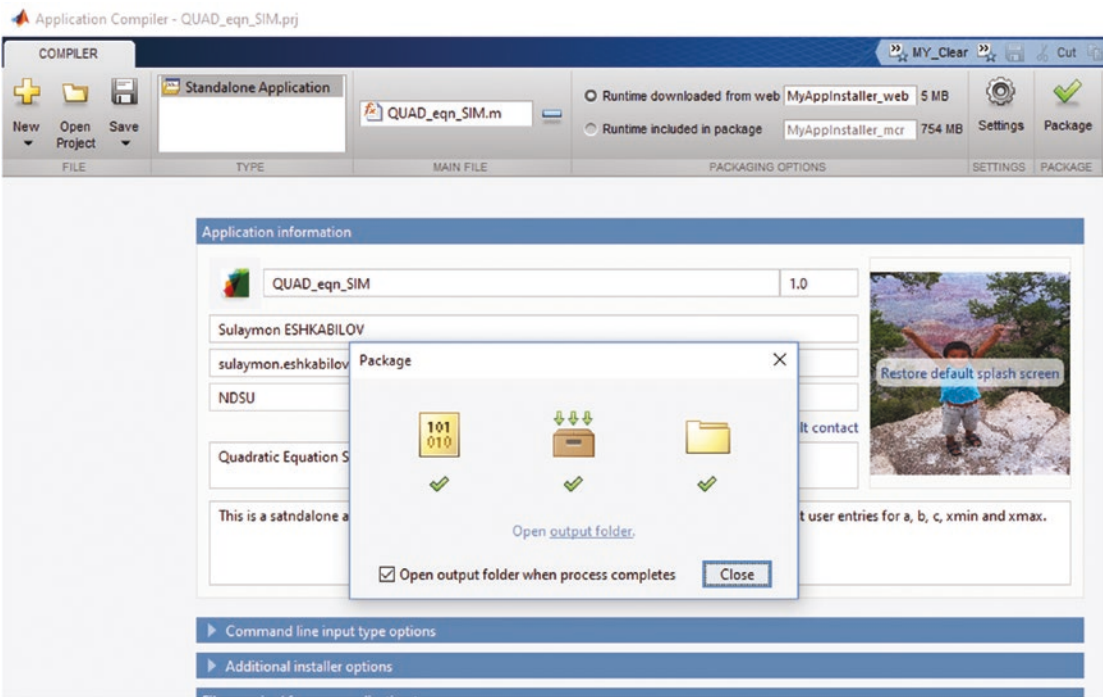 Application Compiler - QUAD_eqn_SIM.prj
COMPILER
MY_Clear
Cut
New
Open Project
Save
Standalone Application
QUAD_eqn_SIM.m
Runtime downloaded from web MyAppInstaller_web 5 MB
Runtime included in package MyAppInstaller_mcr 754 MB
Settings
Package
FILE TYPE MAIN FILE PACKAGING OPTIONS SETTINGS PACKAGE
Application information
QUAD_eqn_SIM 1.0
Sulaymon ESHKABILOV
sulaymon.eshkabilov
NDSU
Restore default splash screen
lt contact
Quadratic Equation S
This is a satndalone a
t user entries for a, b, c, xmin and xmax.
Package
101
010
Open output folder.
Open output folder when process completes
Close
Command line input type options
Additional installer options